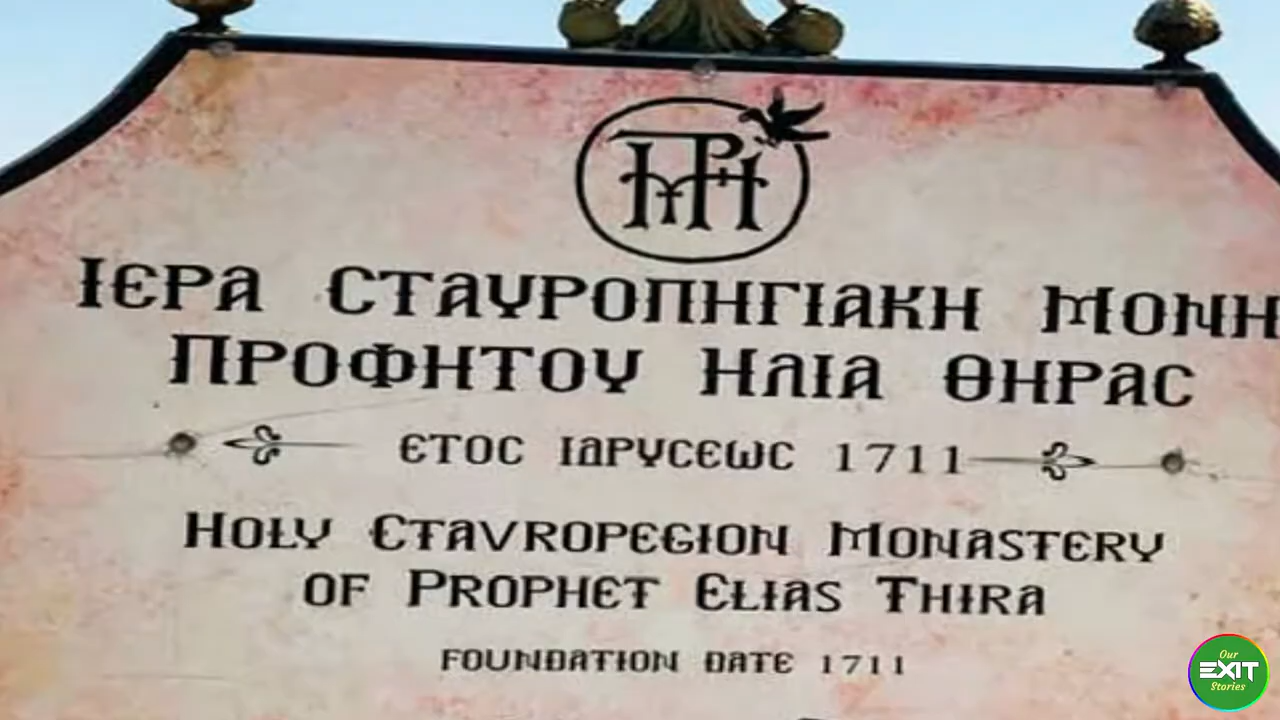 ΙΕΡΑ ΣΤΑΥΡΟΠΗΓΙΑΚΗ ΜΟΝΗ
ΠΡΟΦΗΤΟΥ ΗΛΙΑ ΘΗΡΑΣ
ΕΤΟΣ ΙΔΡΥΣΕΩΣ 1711
HOLY ETAVROPEGION MONASTERY
OF PROPHET ELIAS THIRA
FOUNDATION DATE 1711
Our
EXIT
Stories